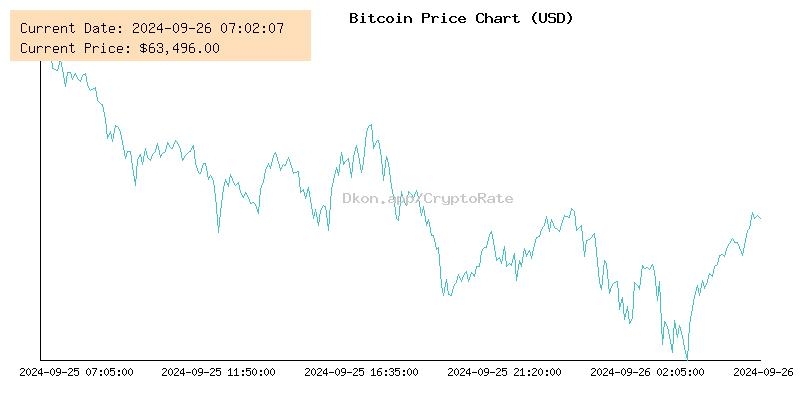 Bitcoin Price Chart (USD)
Current Date: 2024-09-26 07:02:07
Current Price: $63,496.00
Dkon.app/CryptoRate
2024-09-25 07:05:00 2024-09-25 11:50:00 2024-09-25 16:35:00 2024-09-25 21:20:00 2024-09-26 02:05:00 2024-09-26